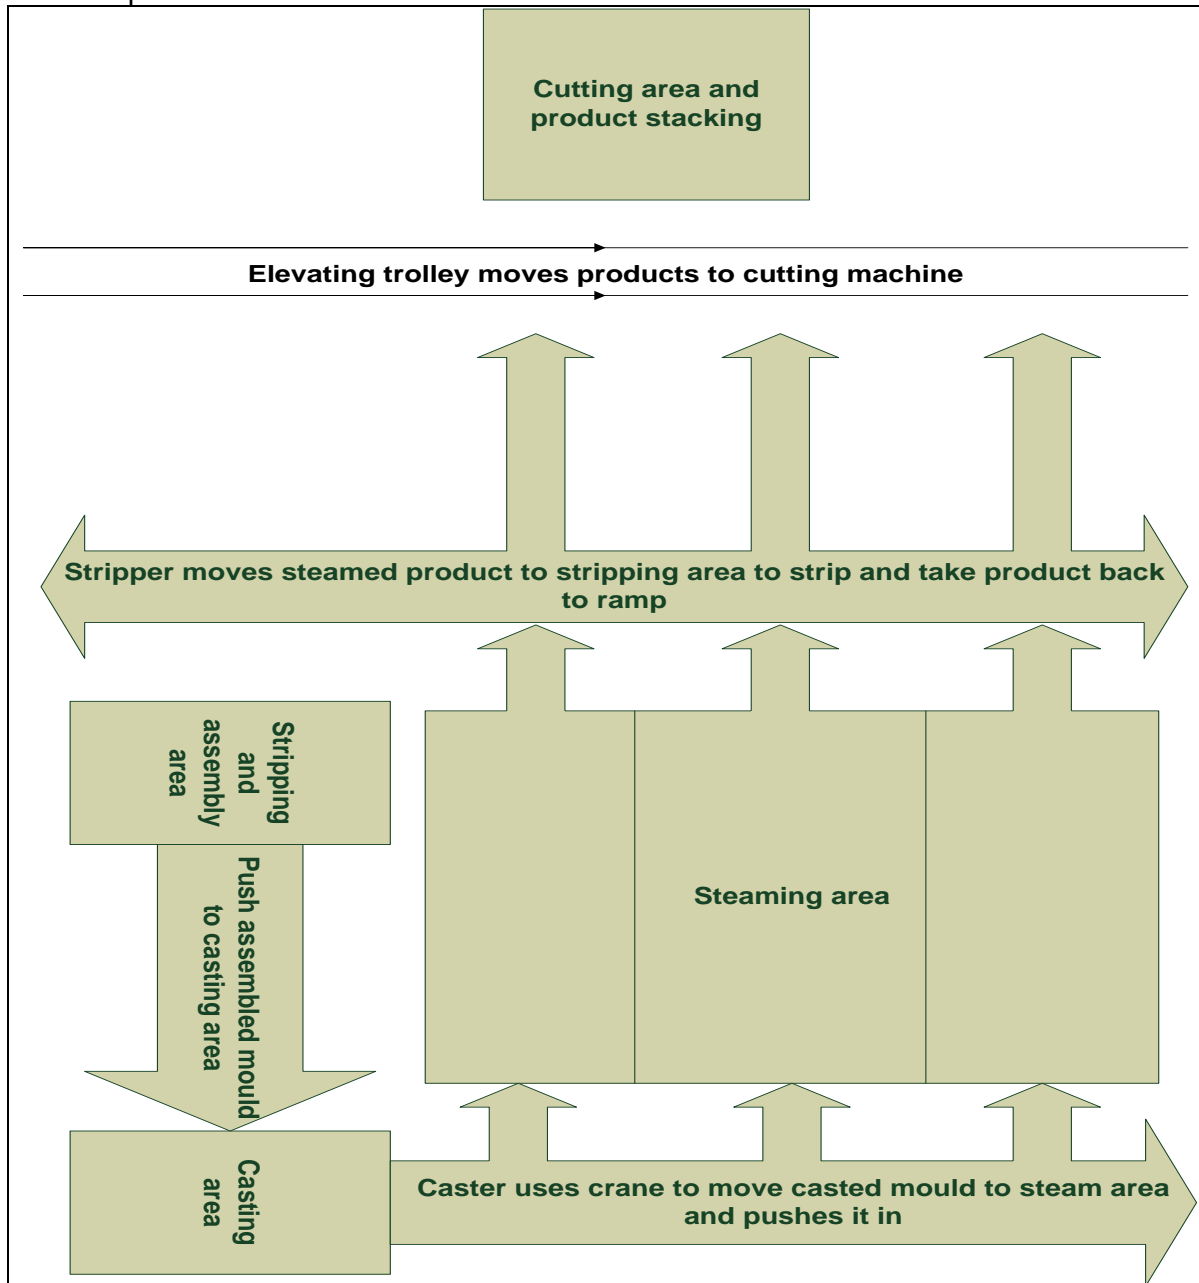 Cutting area and
product stacking
Elevating trolley moves products to cutting machine
Stripper moves steamed product to stripping area to strip and take product back
to ramp
Stripping
and
assembly
area
Push assembled mould
to casting area
Steaming area
Casting
area
Caster uses crane to move casted mould to steam area
and pushes it in